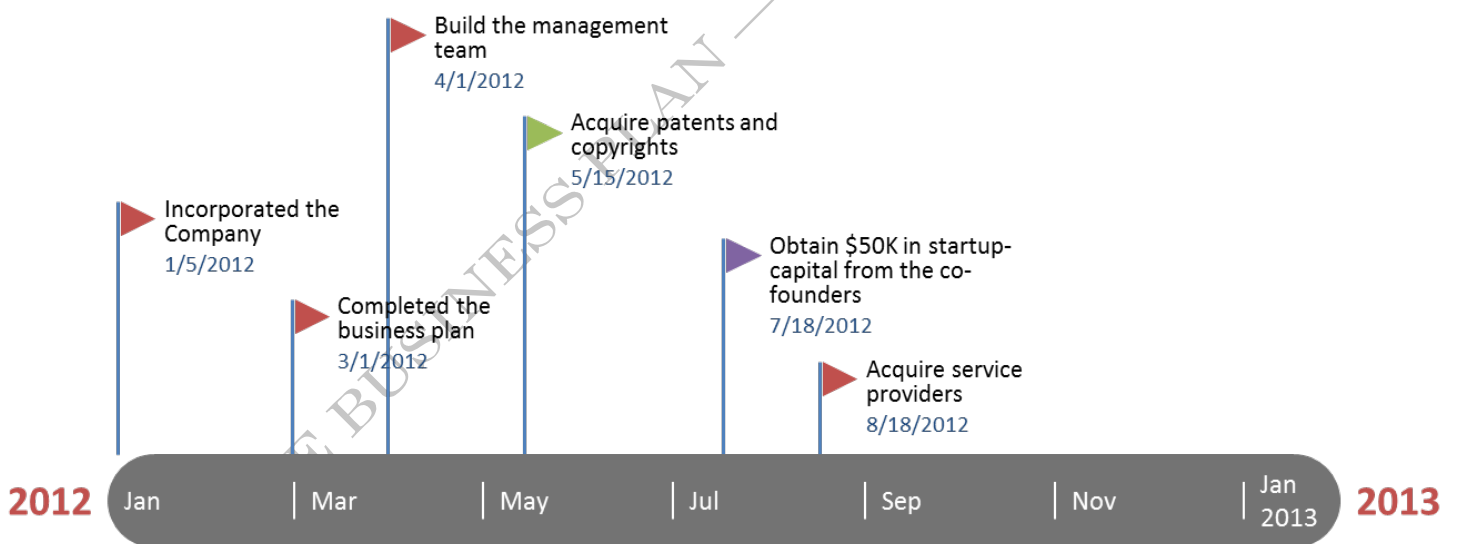 Build the management
team
4/1/2012
Acquire patents and
copyrights
5/15/2012
Incorporated the
Company
1/5/2012
Obtain $50K in startup-
capital from the co-
founders
7/18/2012
Completed the
business plan
3/1/2012
Acquire service
providers
8/18/2012
E BUSINESS PLAN —
2012 Jan Mar May Jul Sep Nov Jan 2013 2013